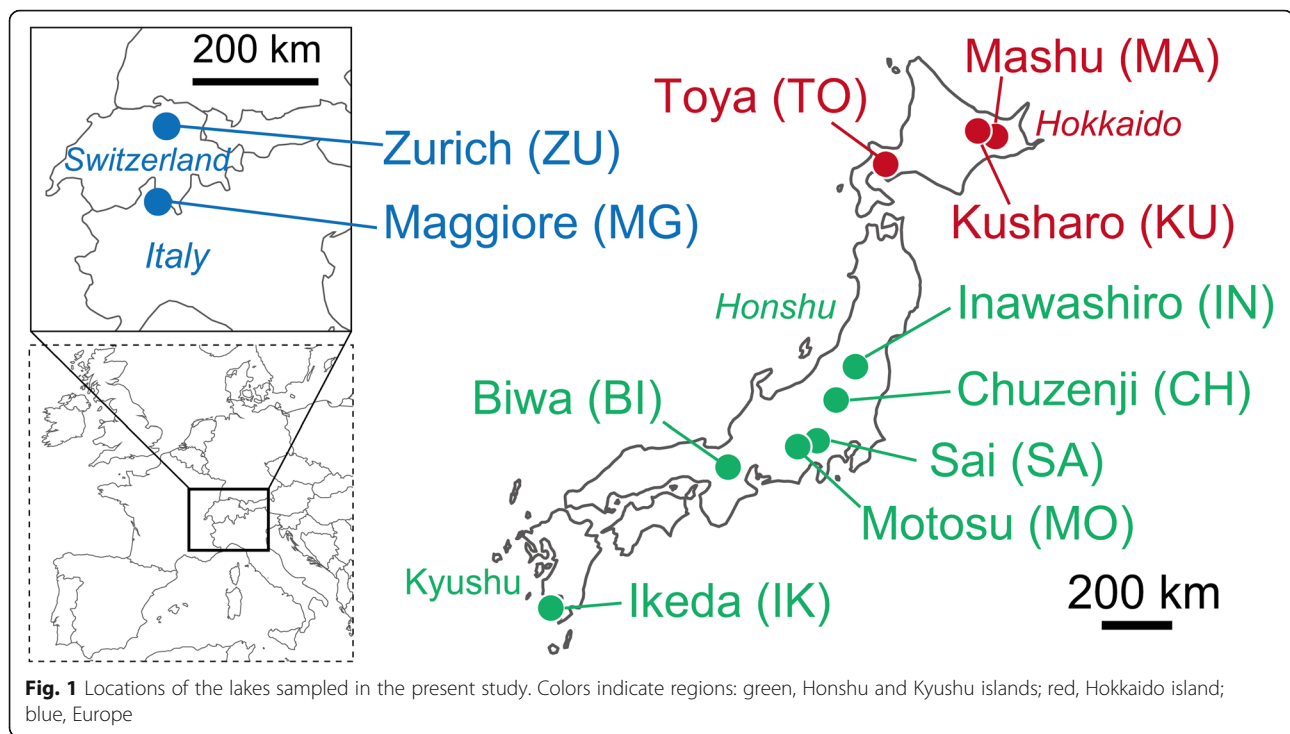 200 km
Switzerland
Italy
Zurich (ZU)
Maggiore (MG)
Mashu (MA)
Toya (TO)
Hokkaido
Kusharo (KU)
Honshu
Inawashiro (IN)
Biwa (BI)
Chuzenji (CH)
Sai (SA)
Motosu (MO)
Kyushu
Ikeda (IK)
200 km
Fig. 1 Locations of the lakes sampled in the present study. Colors indicate regions: green, Honshu and Kyushu islands; red, Hokkaido island;
blue, Europe